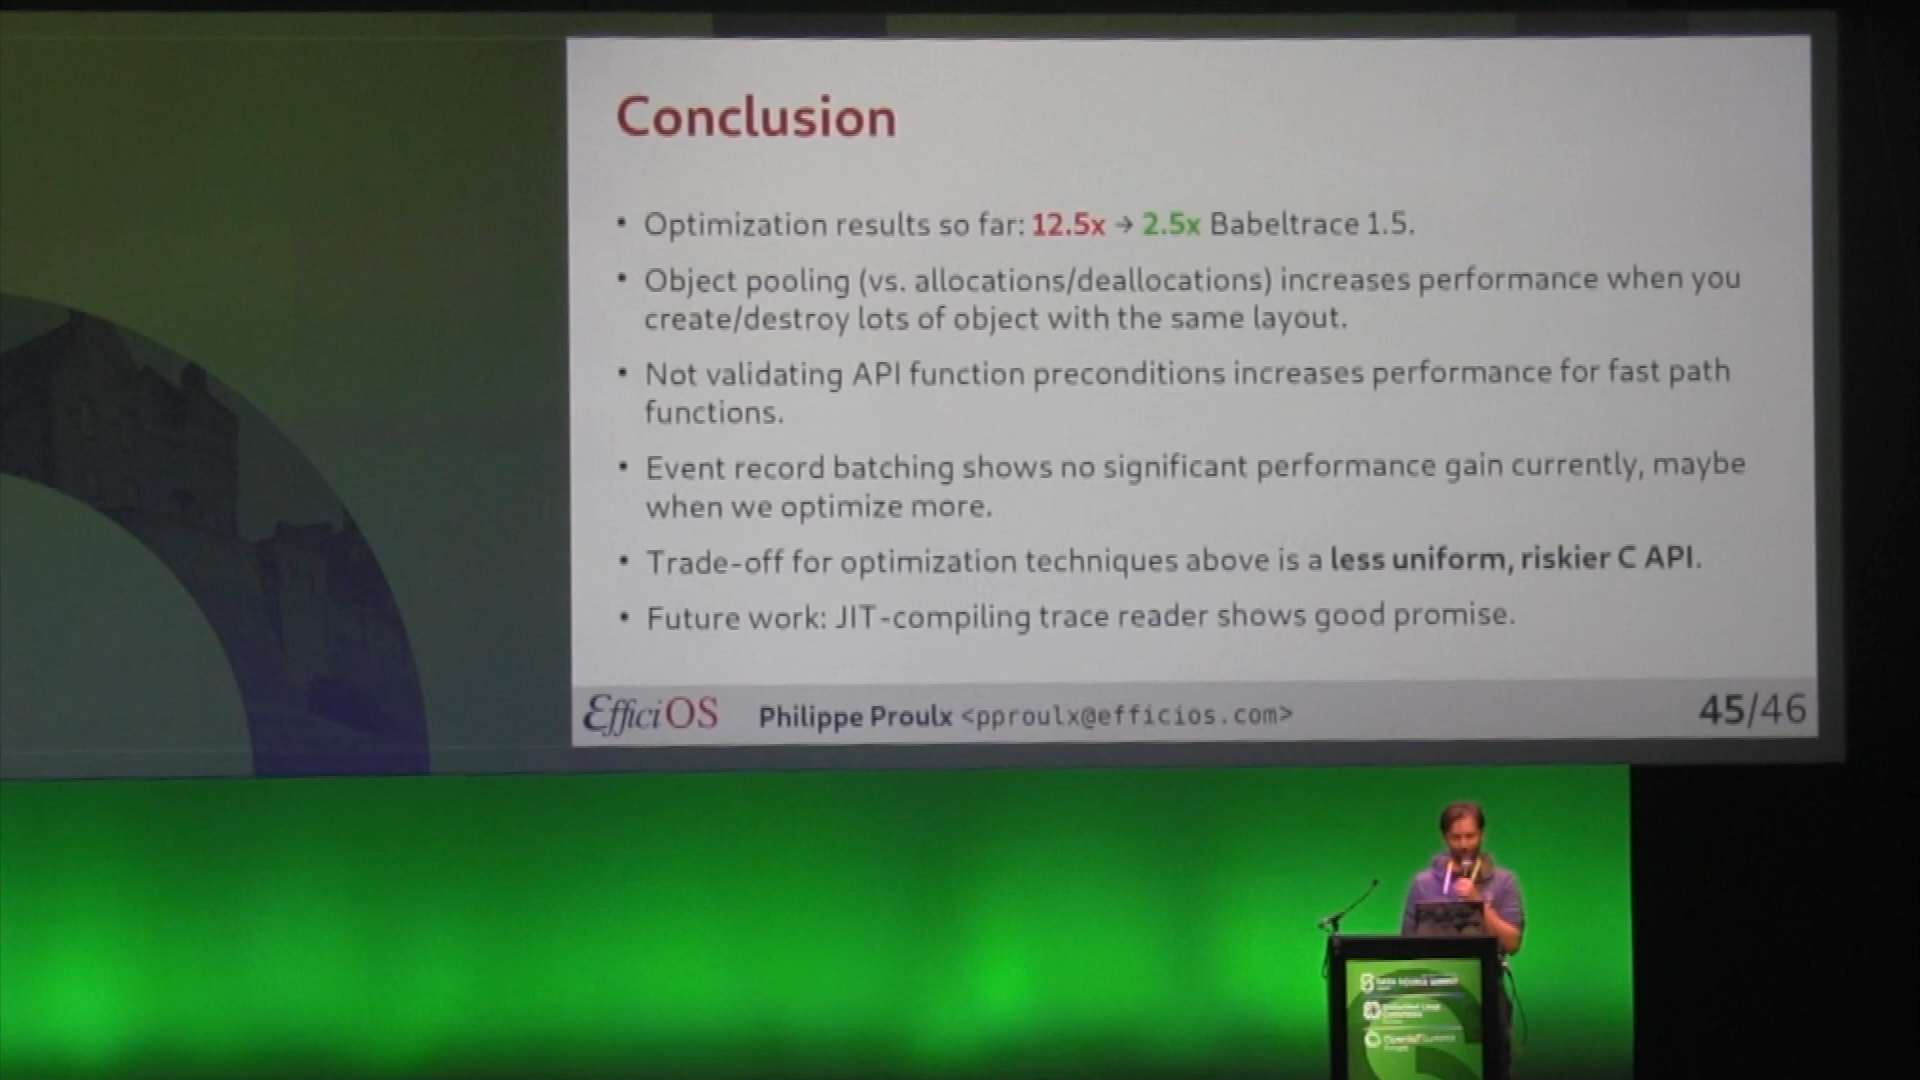 Conclusion
• Optimization results so far: 12.5x → 2.5x Babeltrace 1.5.
• Object pooling (vs. allocations/deallocations) increases performance when you
create/destroy lots of object with the same layout.
• Not validating API function preconditions increases performance for fast path
functions.
• Event record batching shows no significant performance gain currently, maybe
when we optimize more.
• Trade-off for optimization techniques above is a less uniform, riskier C API.
• Future work: JIT-compiling trace reader shows good promise.
EfficiOS Philippe Proulx <pproulx@efficios.com> 45/46